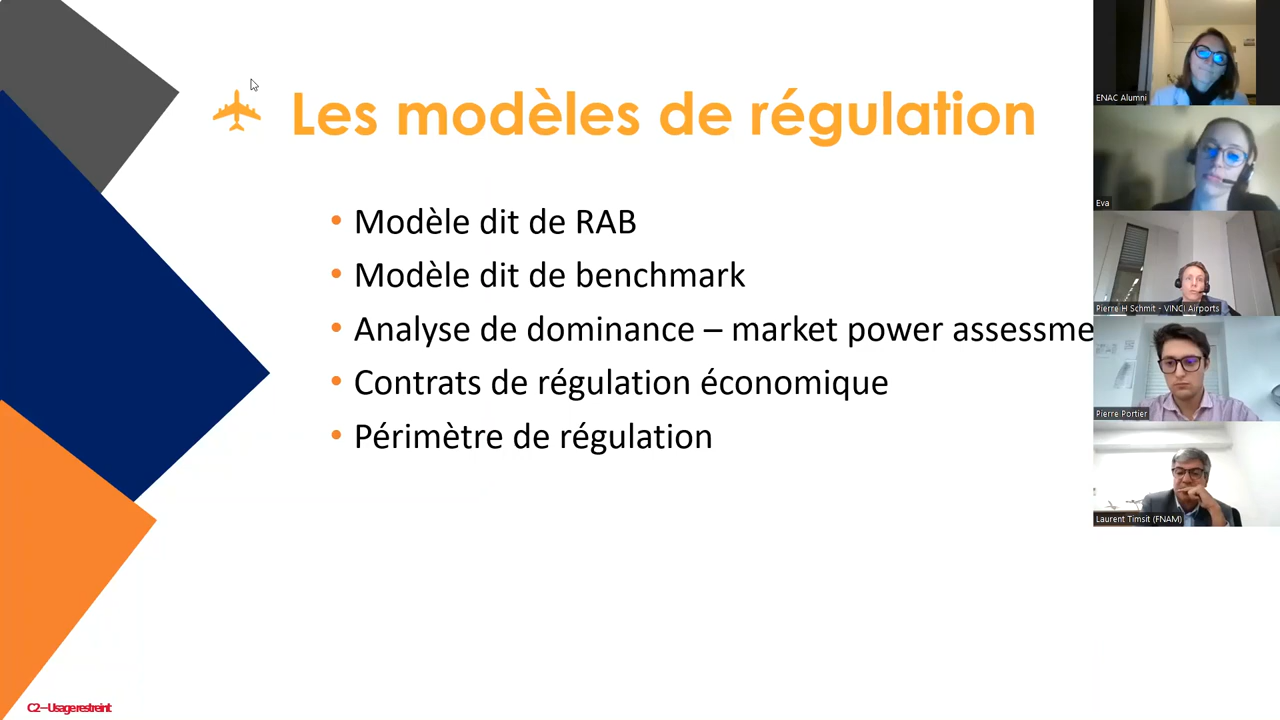 Les modèles de régulation
• Modèle dit de RAB
• Modèle dit de benchmark
• Analyse de dominance – market power assessme
• Contrats de régulation économique
• Périmètre de régulation
C2 – Usage restreint
ENAC Alumni
Eva
Pierre H Schmit - VINCI Airports
Pierre Portier
Laurent Timsit (FNAM)